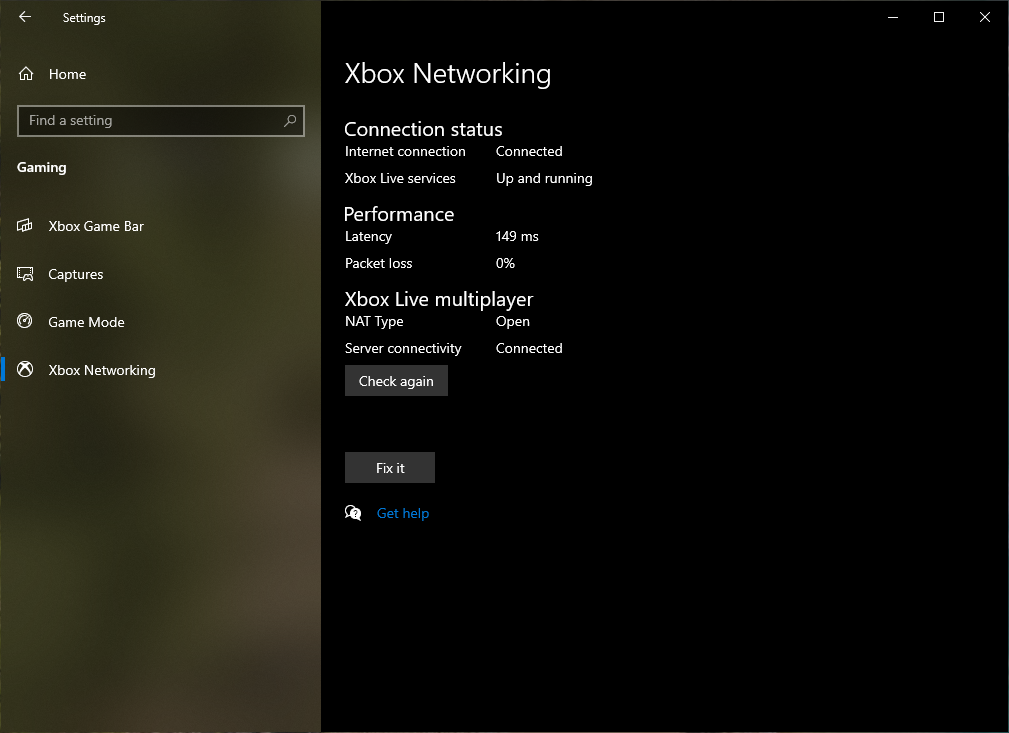 Settings
Home
Find a setting
Gaming
Xbox Game Bar
Captures
Game Mode
Xbox Networking
Xbox Networking
Connection status
Internet connection Connected
Xbox Live services Up and running
Performance
Latency 149 ms
Packet loss 0%
Xbox Live multiplayer
NAT Type Open
Server connectivity Connected
Check again
Fix it
Get help